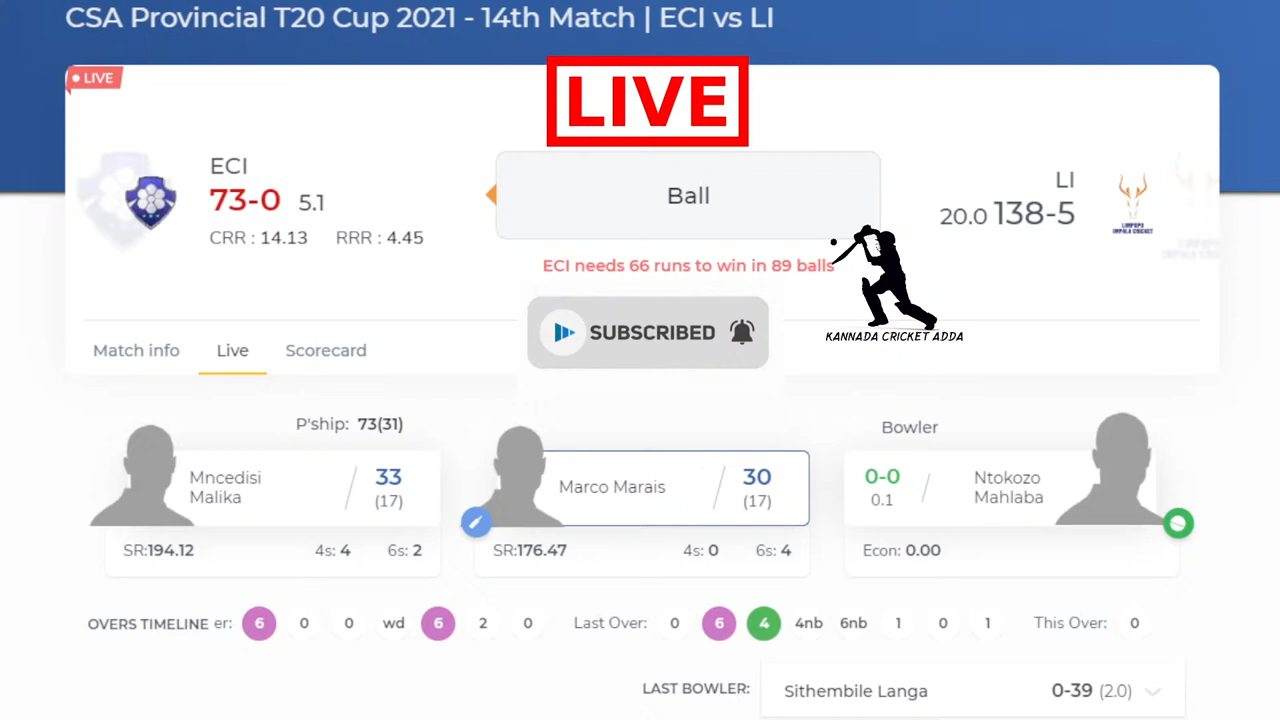 CSA Provincial T20 Cup 2021 - 14th Match | ECI vs LI
LIVE
LIVE
ECI
73-0 5.1
CRR : 14.13 RRR : 4.45
Ball
LI
20.0 138-5
LIMPOPO
IMPALA CRICKET
ECI needs 66 runs to win in 89 balls
SUBSCRIBED
KANNADA CRICKET ADDA
Match info Live Scorecard
P'ship: 73(31)
Bowler
Mncedisi
Malika
33
(17)
Marco Marais
30
(17)
0-0
0.1
Ntokozo
Mahlaba
SR:194.12 4s: 4 6s: 2
SR:176.47 4s: 0 6s: 4
Econ: 0.00
OVERS TIMELINE er: 6 0 0 wd 6 2 0 Last Over: 0 6 4 4nb 6nb 1 0 1 This Over: 0
LAST BOWLER: Sithembile Langa 0-39 (2.0)